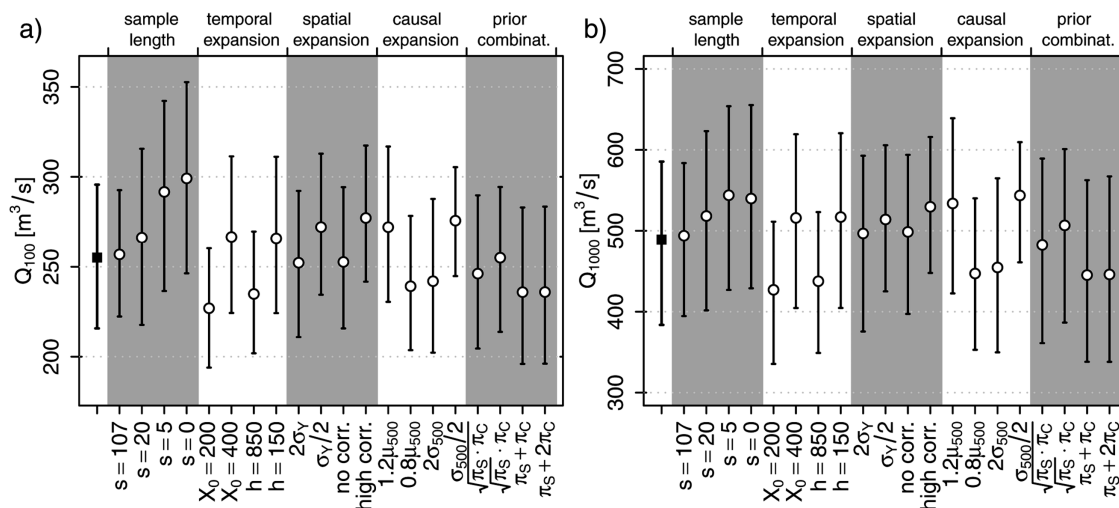 a)
sample length
temporal expansion
spatial expansion
causal expansion
prior combinat.
Q100 [m³/s]
350
300
250
200
s = 107
s = 20
s = 5
s = 0
X0 = 200
X0 = 400
h = 850
h = 150
2σY
σY/2
no corr.
high corr.
1.2μ500
0.8μ500
2σ500
σ500/2
√πS · πC
√πS · πC
πS + πC
πS + 2πC
b)
sample length
temporal expansion
spatial expansion
causal expansion
prior combinat.
Q1000 [m³/s]
700
600
500
400
300
s = 107
s = 20
s = 5
s = 0
X0 = 200
X0 = 400
h = 850
h = 150
2σY
σY/2
no corr.
high corr.
1.2μ500
0.8μ500
2σ500
σ500/2
√πS · πC
√πS · πC
πS + πC
πS + 2πC